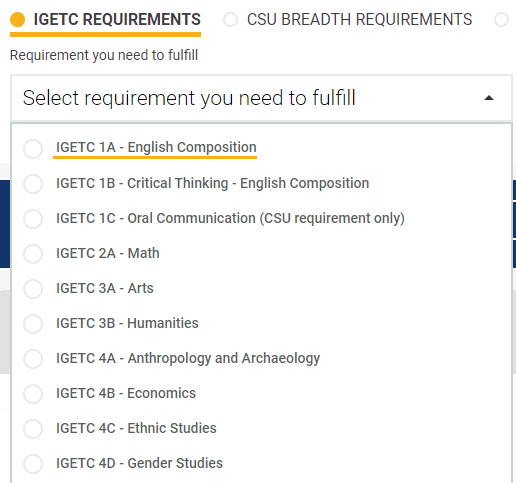 IGETC REQUIREMENTS CSU BREADTH REQUIREMENTS
Requirement you need to fulfill
Select requirement you need to fulfill
IGETC 1A - English Composition
IGETC 1B - Critical Thinking - English Composition
IGETC 1C - Oral Communication (CSU requirement only)
IGETC 2A - Math
IGETC 3A - Arts
IGETC 3B - Humanities
IGETC 4A - Anthropology and Archaeology
IGETC 4B - Economics
IGETC 4C - Ethnic Studies
IGETC 4D - Gender Studies